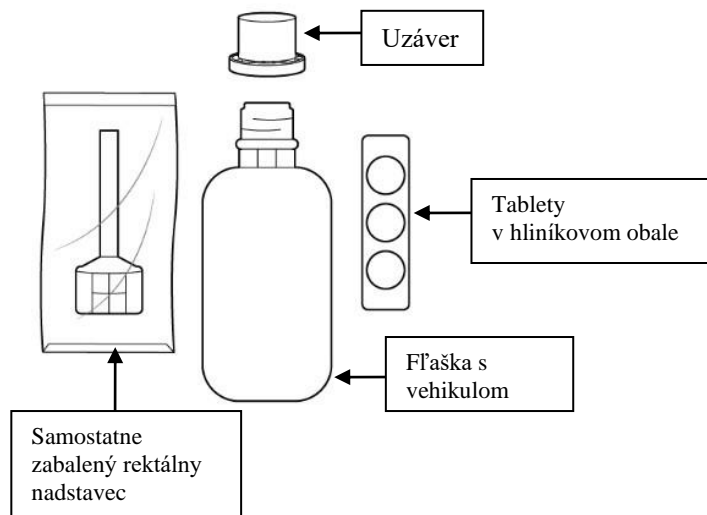 Uzáver
Tablety
v hliníkovom obale
Fľaška s
vehikulom
Samostatne
zabalený rektálny
nadstavec